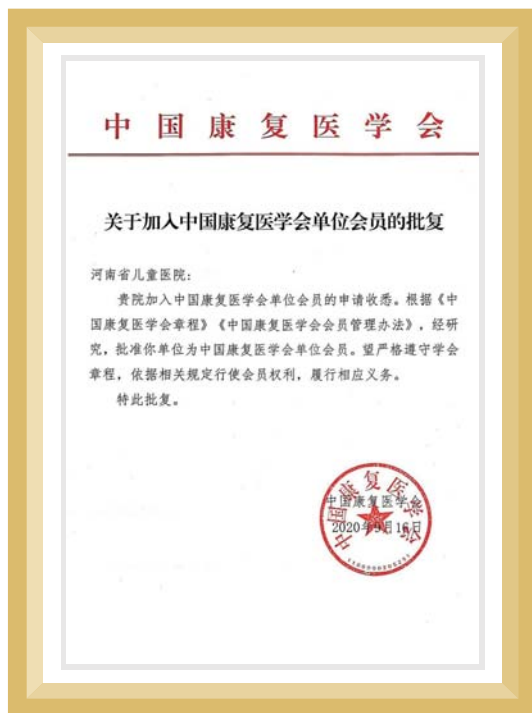 中国康复医学会
关于加入中国康复医学会单位会员的批复
河南省儿童医院：
贵院加入中国康复医学会单位会员的申请收悉。根据《中
国康复医学会章程》《中国康复医学会会员管理办法》，经研
究，批准你单位为中国康复医学会单位会员。望严格遵守学会
章程，依据相关规定行使会员权利，履行相应义务。
特此批复。
中国康复医学会
2020年9月16日
中国康复医学会